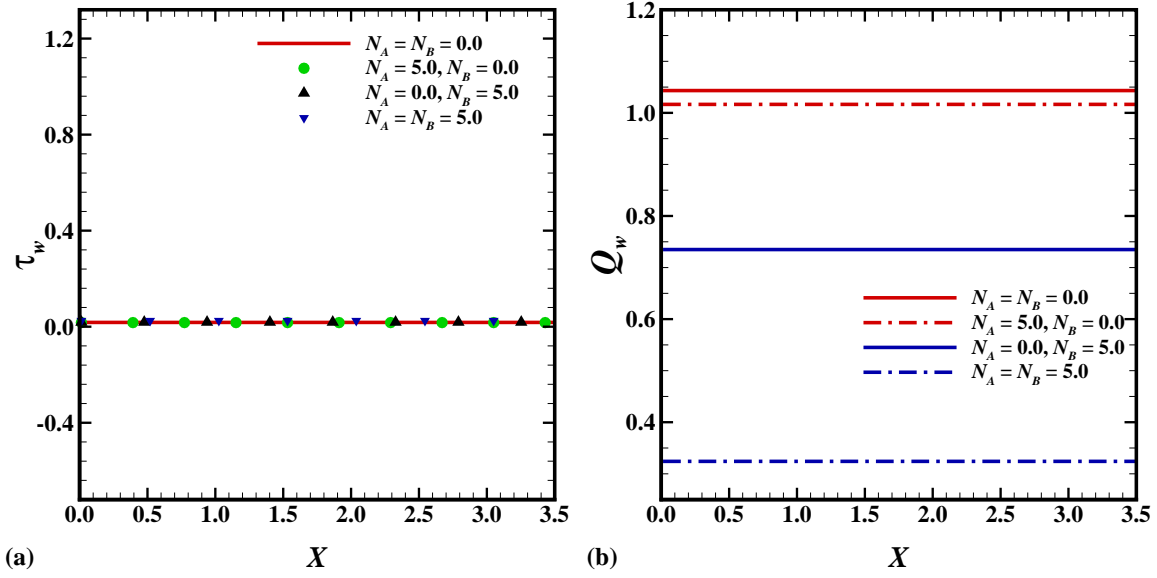 1.2
0.8
0.4
0.0
-0.4
τ_w
N_A = N_B = 0.0
N_A = 5.0, N_B = 0.0
N_A = 0.0, N_B = 5.0
N_A = N_B = 5.0
0.0 0.5 1.0 1.5 2.0 2.5 3.0 3.5
(a)
X
1.2
1.0
0.8
0.6
0.4
Q_w
N_A = N_B = 0.0
N_A = 5.0, N_B = 0.0
N_A = 0.0, N_B = 5.0
N_A = N_B = 5.0
0.0 0.5 1.0 1.5 2.0 2.5 3.0 3.5
(b)
X